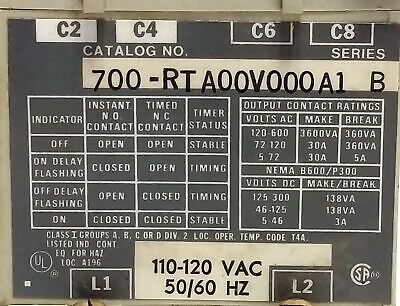 C2 C4 C6 C8
CATALOG NO. SERIES
700-RTA00V000A1 B
INDICATOR INSTANT. N.O. CONTACT TIMED N.C. CONTACT TIMER STATUS
OFF OPEN OPEN STABLE
ON DELAY FLASHING CLOSED OPEN TIMING
OFF DELAY FLASHING CLOSED CLOSED TIMING
ON CLOSED CLOSED STABLE
OUTPUT CONTACT RATINGS
VOLTS AC MAKE BREAK
120-600 3600VA 360VA
72-120 30A 360VA
5-72 30A 5A
NEMA B600/P300
VOLTS DC MAKE/BREAK
125-300 138VA
46-125 138VA
5-46 3A
CLASS I GROUPS A, B, C OR D DIV. 2 LOC. OPER. TEMP. CODE T4A.
LISTED IND. CONT.
EQ. FOR HAZ.
LOC. A196
UL
110-120 VAC
50/60 HZ
SA
L1 L2